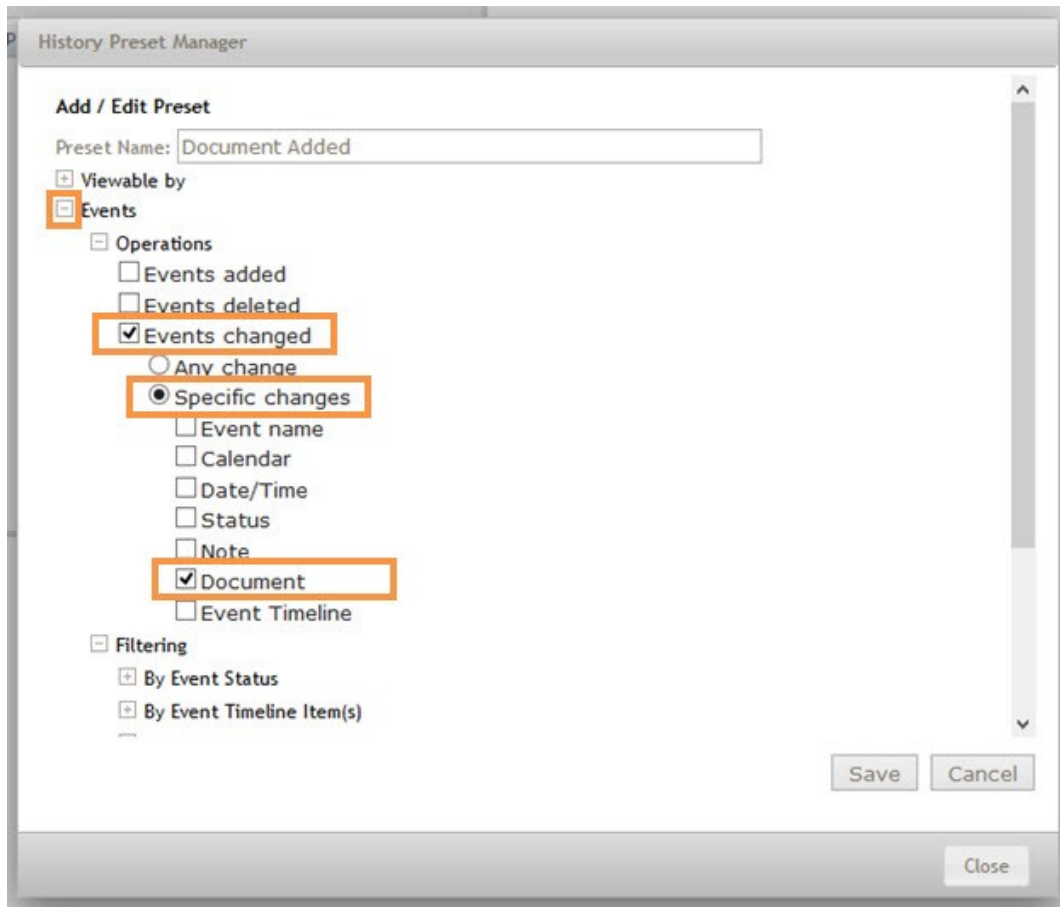 P
History Preset Manager
Add / Edit Preset
Preset Name: Document Added
Viewable by
Events
Operations
Events added
Events deleted
Events changed
Any change
Specific changes
Event name
Calendar
Date/Time
Status
Note
Document
Event Timeline
Filtering
By Event Status
By Event Timeline Item(s)
Save Cancel
Close